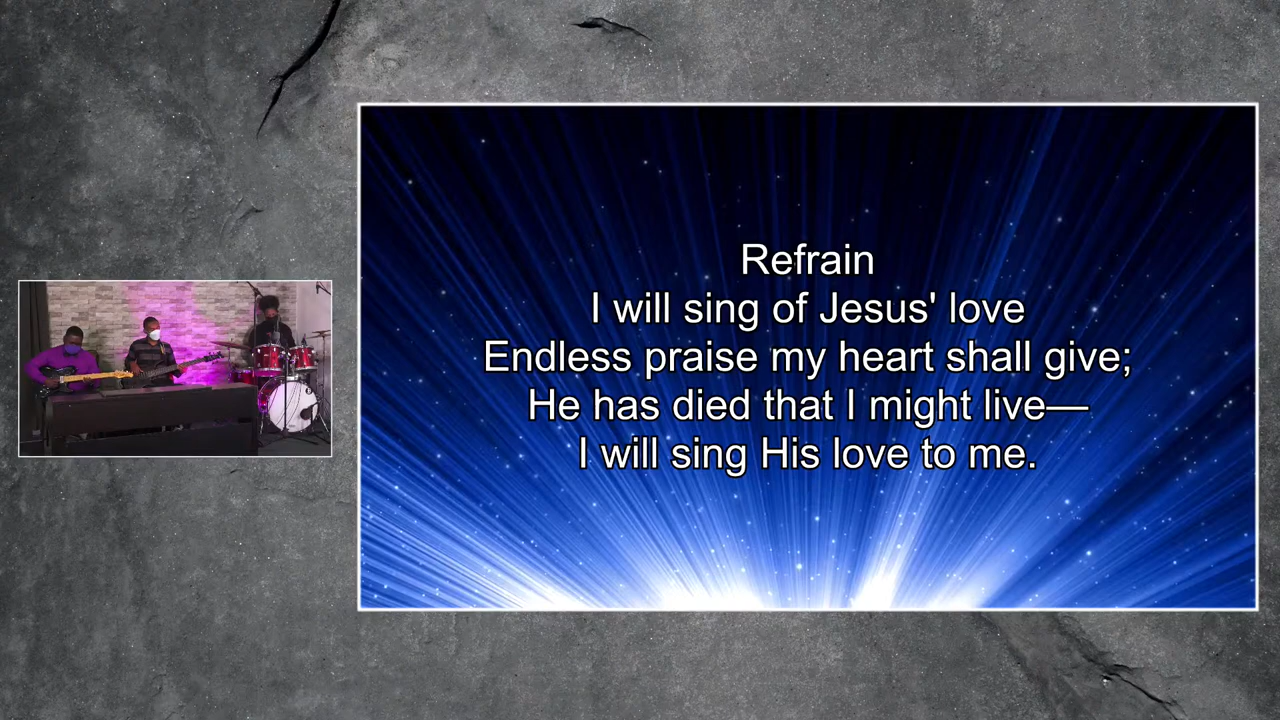 Refrain
I will sing of Jesus' love
Endless praise my heart shall give;
He has died that I might live—
I will sing His love to me.